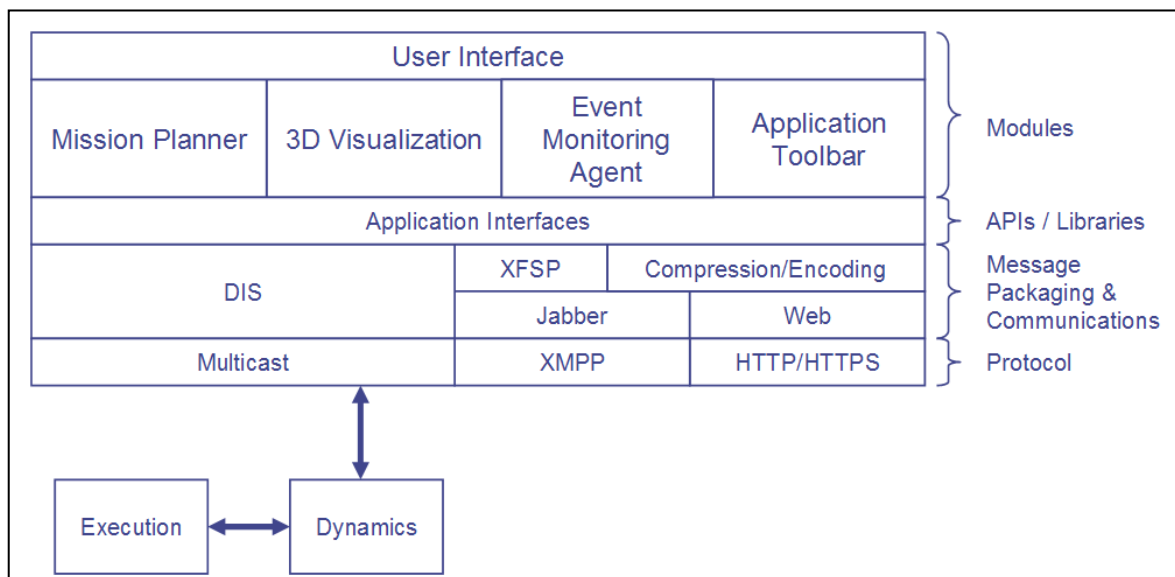 User Interface
Mission Planner
3D Visualization
Event
Monitoring
Agent
Application
Toolbar
Modules
Application Interfaces
APIs / Libraries
DIS
XFSP
Compression/Encoding
Jabber
Web
Message
Packaging &
Communications
Multicast
XMPP
HTTP/HTTPS
Protocol
Execution
Dynamics